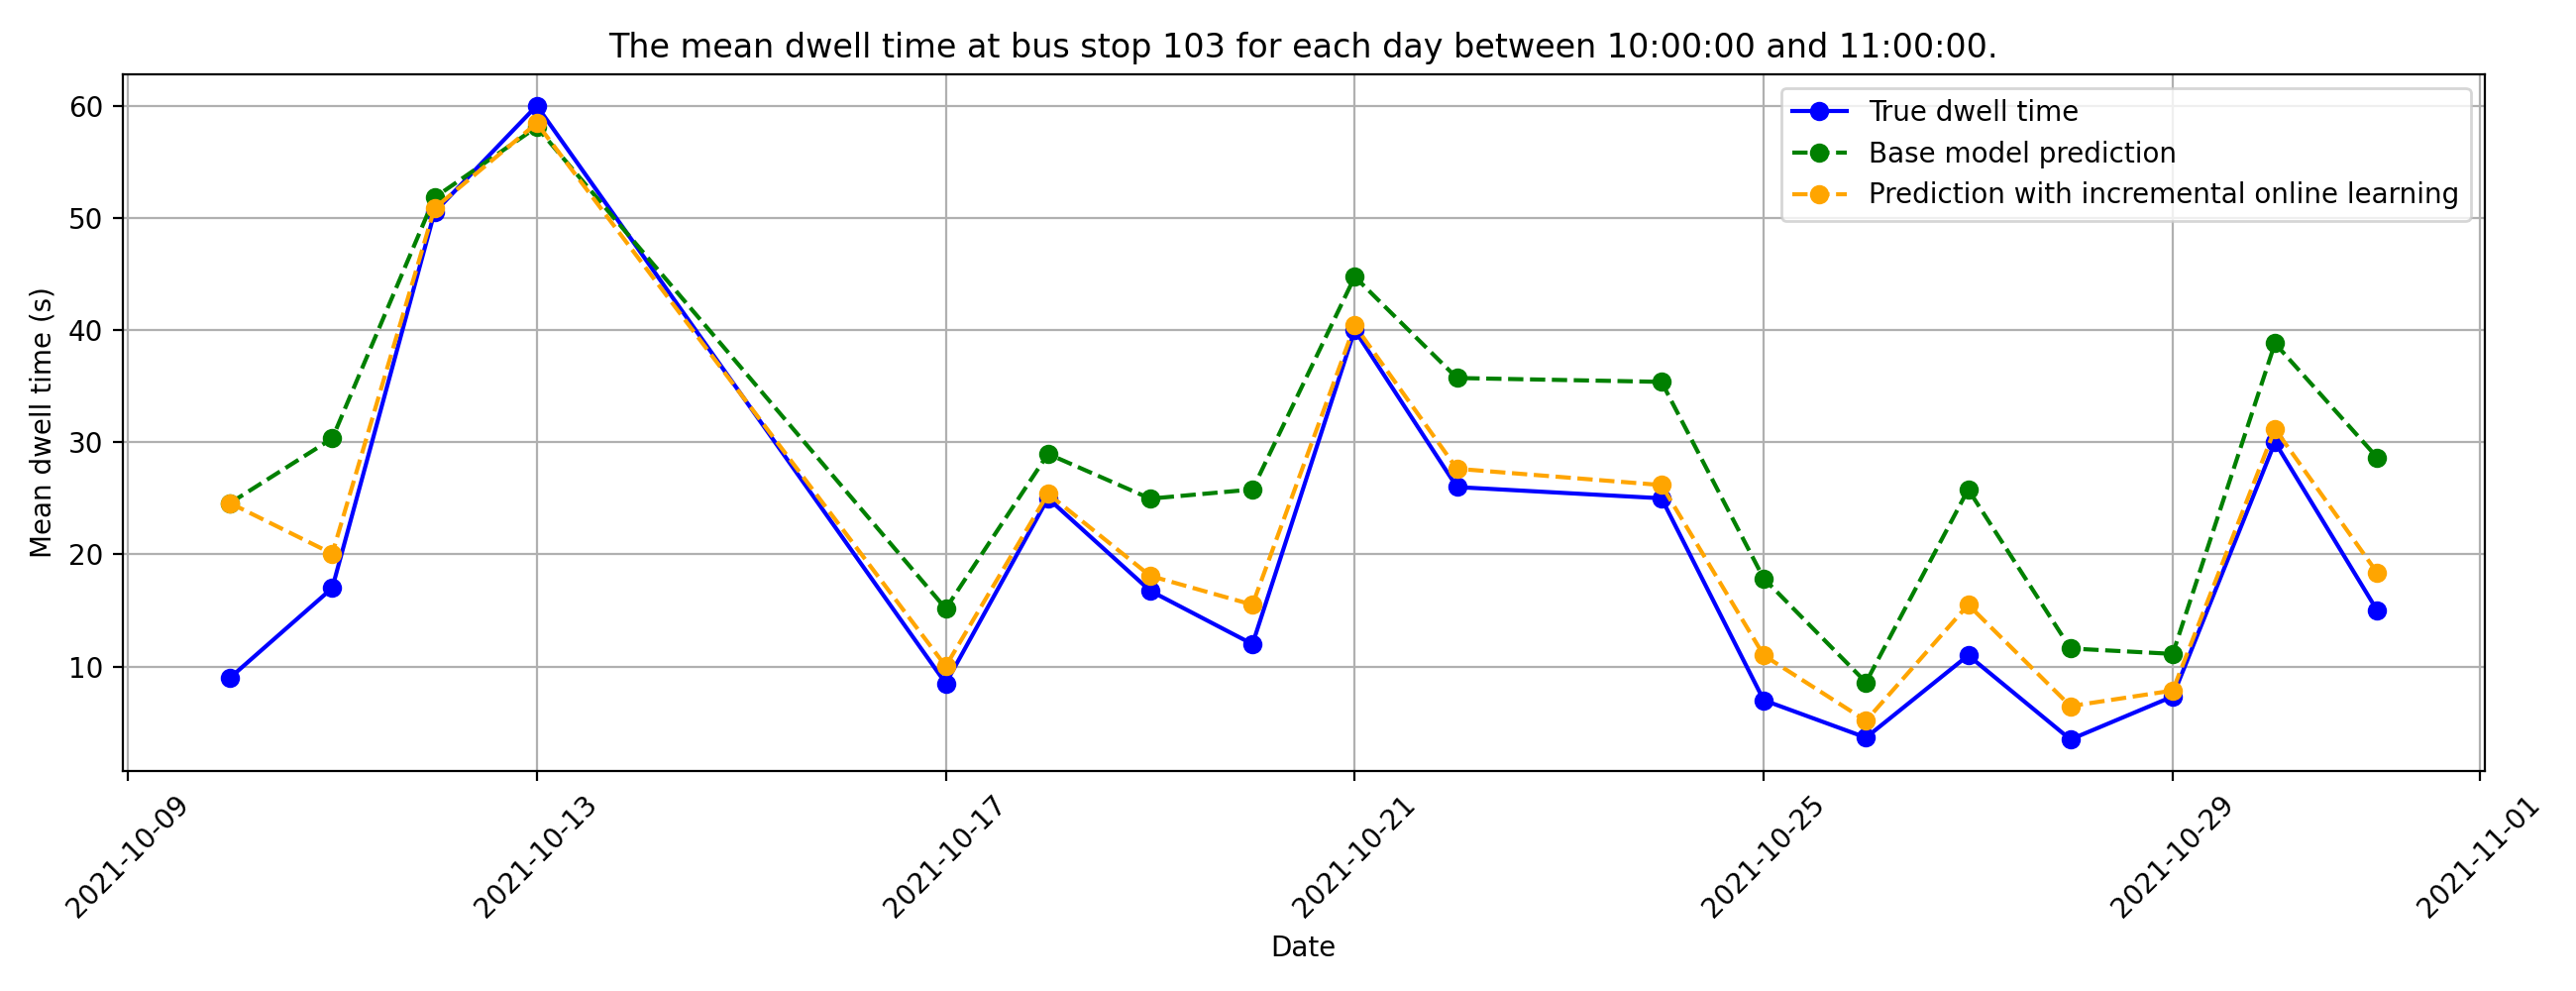 The mean dwell time at bus stop 103 for each day between 10:00:00 and 11:00:00.
True dwell time
Base model prediction
Prediction with incremental online learning
Mean dwell time (s)
60
50
40
30
20
10
2021-10-09
2021-10-13
2021-10-17
2021-10-21
2021-10-25
2021-10-29
2021-11-01
Date